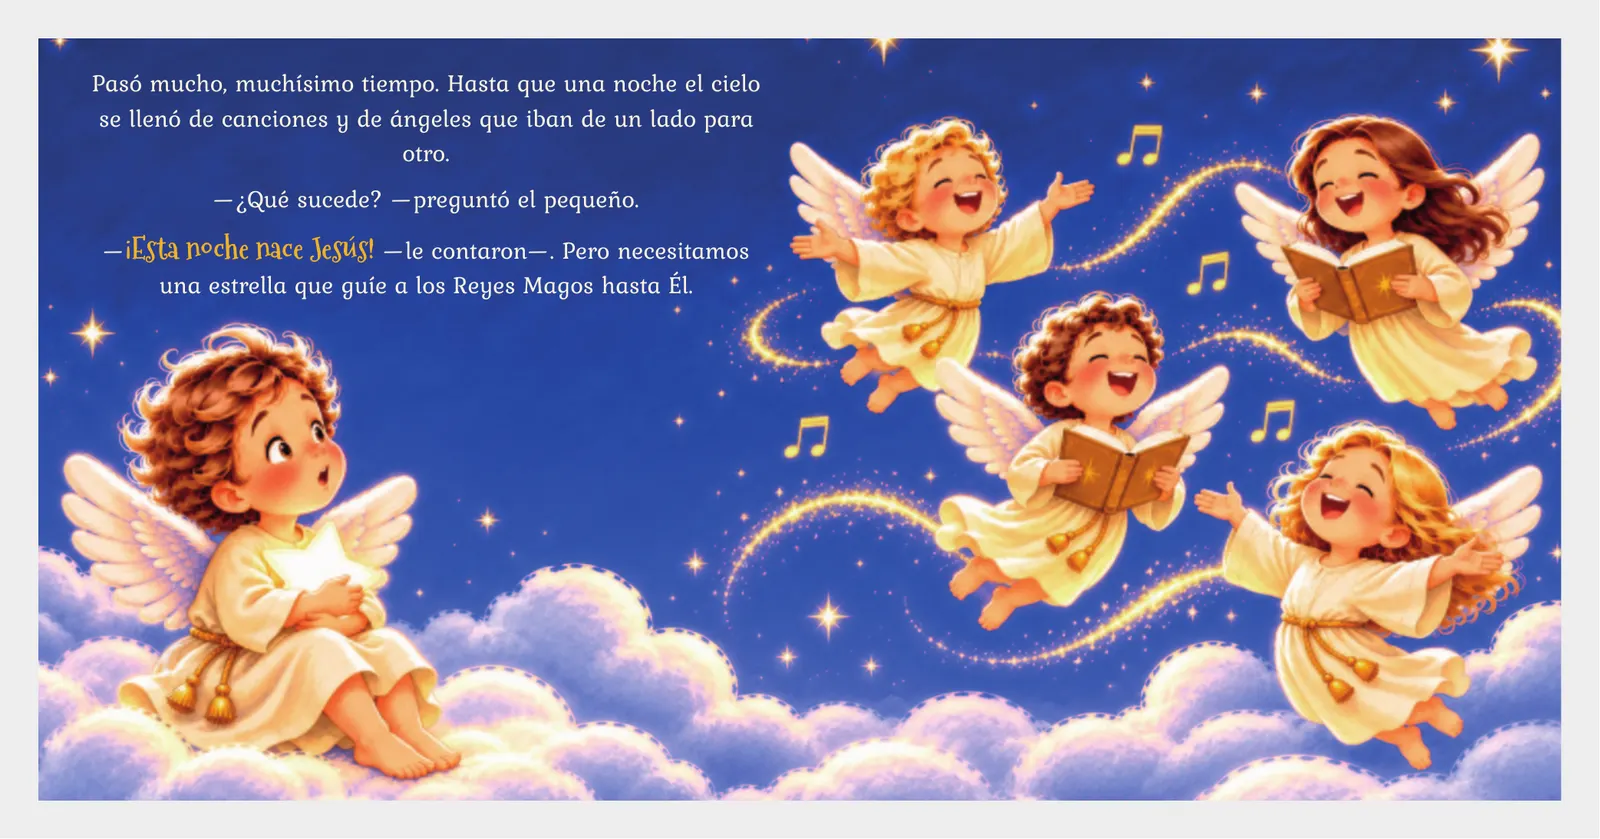 Pasó mucho, muchísimo tiempo. Hasta que una noche el cielo
se llenó de canciones y de ángeles que iban de un lado para
otro.
—¿Qué sucede? —preguntó el pequeño.
—¡Esta noche nace Jesús! —le contaron—. Pero necesitamos
una estrella que guíe a los Reyes Magos hasta Él.